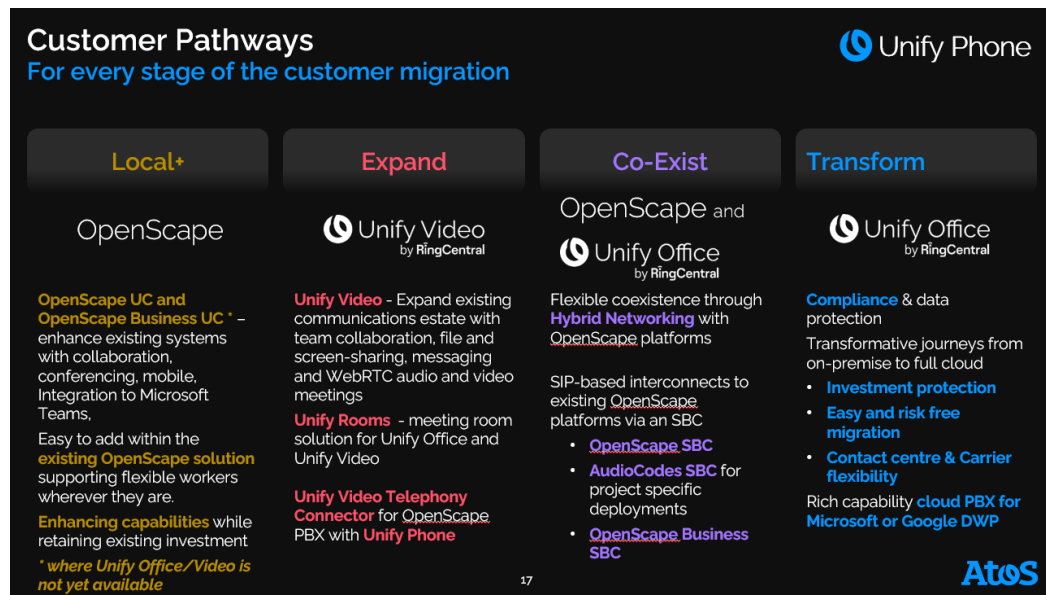 Customer Pathways
For every stage of the customer migration
Unify Phone
Local+
OpenScape
OpenScape UC and
OpenScape Business UC * –
enhance existing systems
with collaboration,
conferencing, mobile,
Integration to Microsoft
Teams,
Easy to add within the
existing OpenScape solution
supporting flexible workers
wherever they are.
Enhancing capabilities while
retaining existing investment
* where Unify Office/Video is
not yet available
Expand
Unify Video
by RingCentral
Unify Video - Expand existing
communications estate with
team collaboration, file and
screen-sharing, messaging
and WebRTC audio and video
meetings
Unify Rooms - meeting room
solution for Unify Office and
Unify Video
Unify Video Telephony
Connector for OpenScape
PBX with Unify Phone
Co-Exist
OpenScape and
Unify Office
by RingCentral
Flexible coexistence through
Hybrid Networking with
OpenScape platforms
SIP-based interconnects to
existing OpenScape
platforms via an SBC
• OpenScape SBC
• AudioCodes SBC for
project specific
deployments
• OpenScape Business
SBC
Transform
Unify Office
by RingCentral
Compliance & data
protection
Transformative journeys from
on-premise to full cloud
• Investment protection
• Easy and risk free
migration
• Contact centre & Carrier
flexibility
Rich capability cloud PBX for
Microsoft or Google DWP
17
Atos